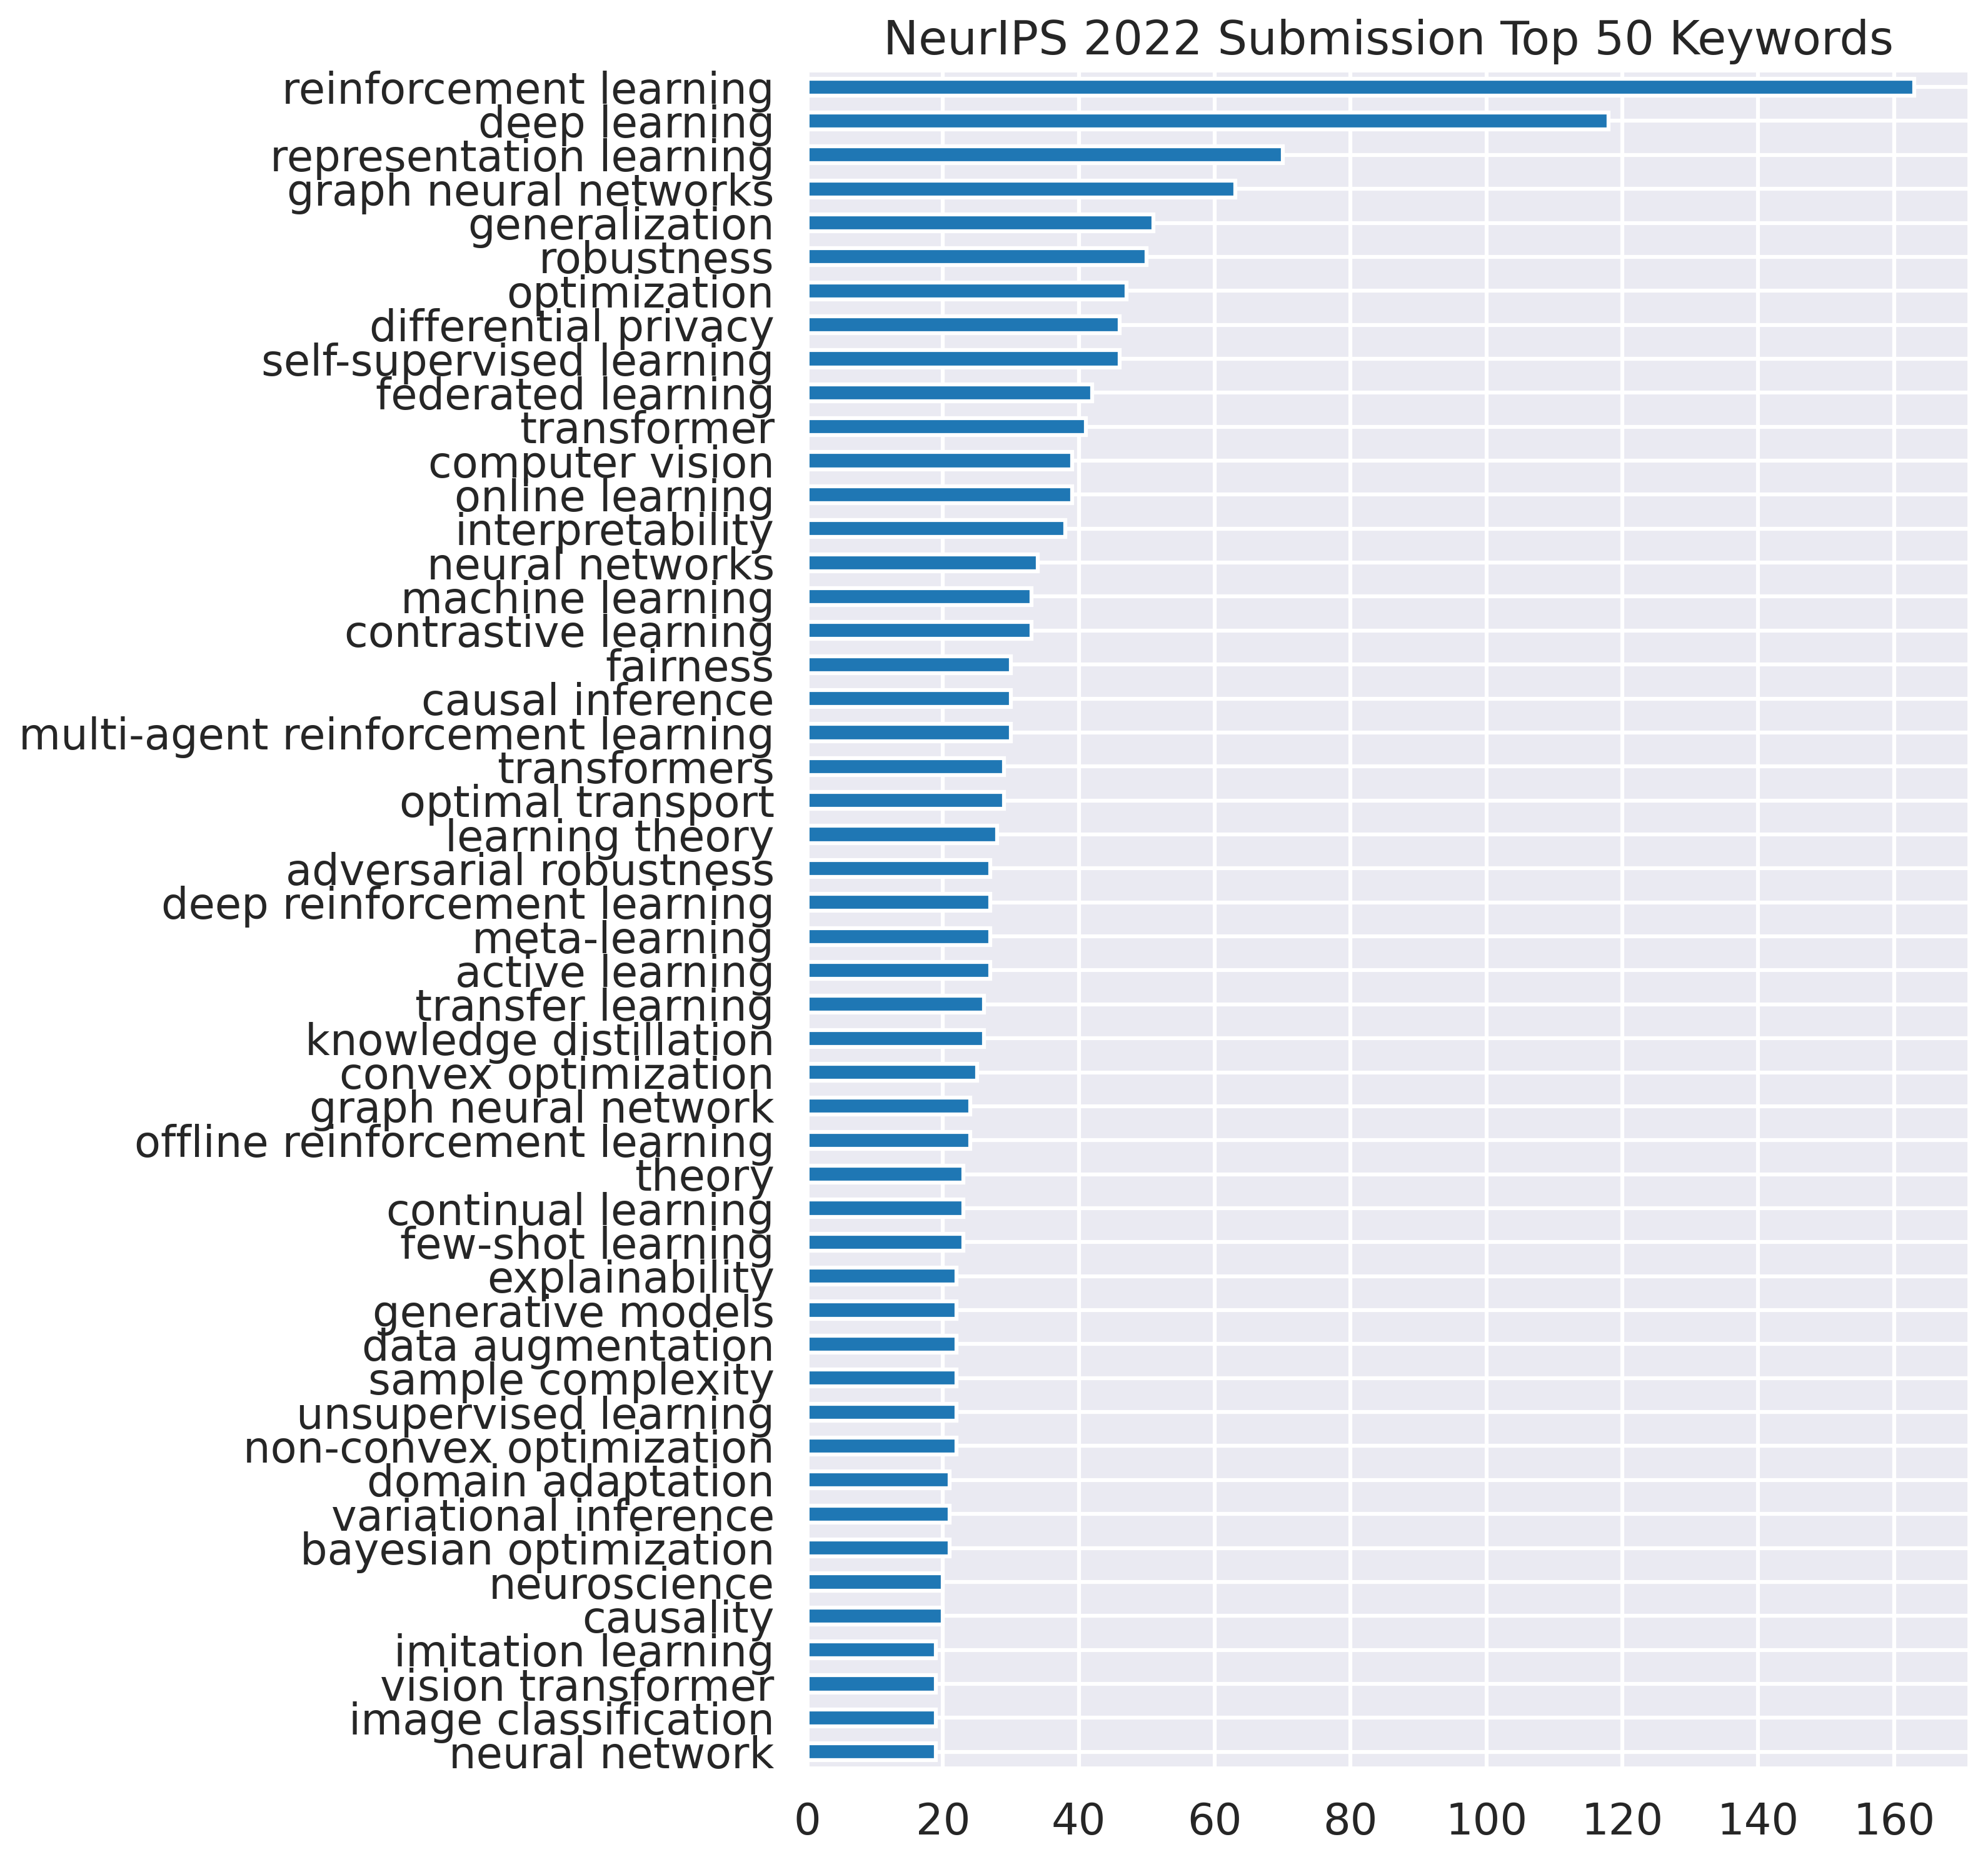 NeurIPS 2022 Submission Top 50 Keywords
reinforcement learning
deep learning
representation learning
graph neural networks
generalization
robustness
optimization
differential privacy
self-supervised learning
federated learning
transformer
computer vision
online learning
interpretability
neural networks
machine learning
contrastive learning
fairness
causal inference
multi-agent reinforcement learning
transformers
optimal transport
learning theory
adversarial robustness
deep reinforcement learning
meta-learning
active learning
transfer learning
knowledge distillation
convex optimization
graph neural network
offline reinforcement learning
theory
continual learning
few-shot learning
explainability
generative models
data augmentation
sample complexity
unsupervised learning
non-convex optimization
domain adaptation
variational inference
bayesian optimization
neuroscience
causality
imitation learning
vision transformer
image classification
neural network
0 20 40 60 80 100 120 140 160